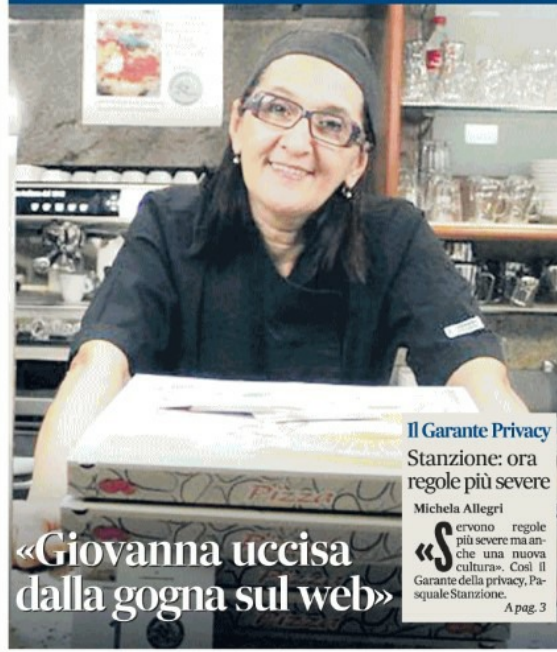 Pizza
«Giovanna uccisa
dalla gogna sul web»
Il Garante Privacy
Stanzione: ora
regole più severe
Michela Allegri
«Servono regole
più severe ma an-
che una nuova
cultura». Così il
Garante della privacy, Pa-
squale Stanzione.
A pag. 3